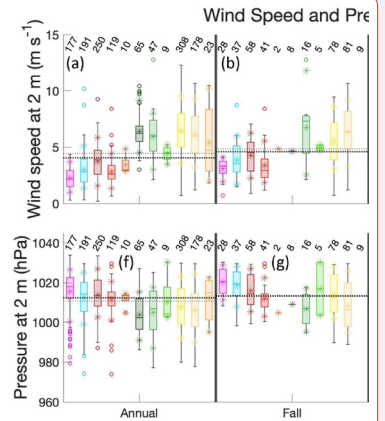 Wind Speed and Pre
Wind speed at 2 m (m s⁻¹)
15
10
5
0
(a)
177 191 250 119 10 65 47 9 308 178 23
(b)
28 37 58 41 2 8 16 5 78 81 9
Pressure at 2 m (hPa)
1040
1020
1000
980
960
177 191 250 119 10 65 47 9 308 178 23
(f)
28 37 58 41 2 8 16 5 78 81 9
(g)
Annual
Fall